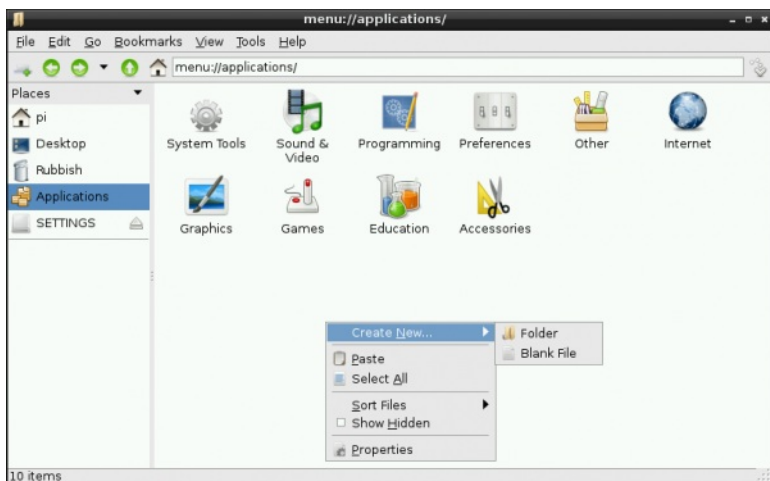 menu://applications/
File Edit Go Bookmarks View Tools Help
menu://applications/
Places
pi
Desktop
Rubbish
Applications
SETTINGS
System Tools
Sound &
Video
Programming
Preferences
Other
Internet
Graphics
Games
Education
Accessories
Create New...
Folder
Blank File
Paste
Select All
Sort Files
Show Hidden
Properties
10 items